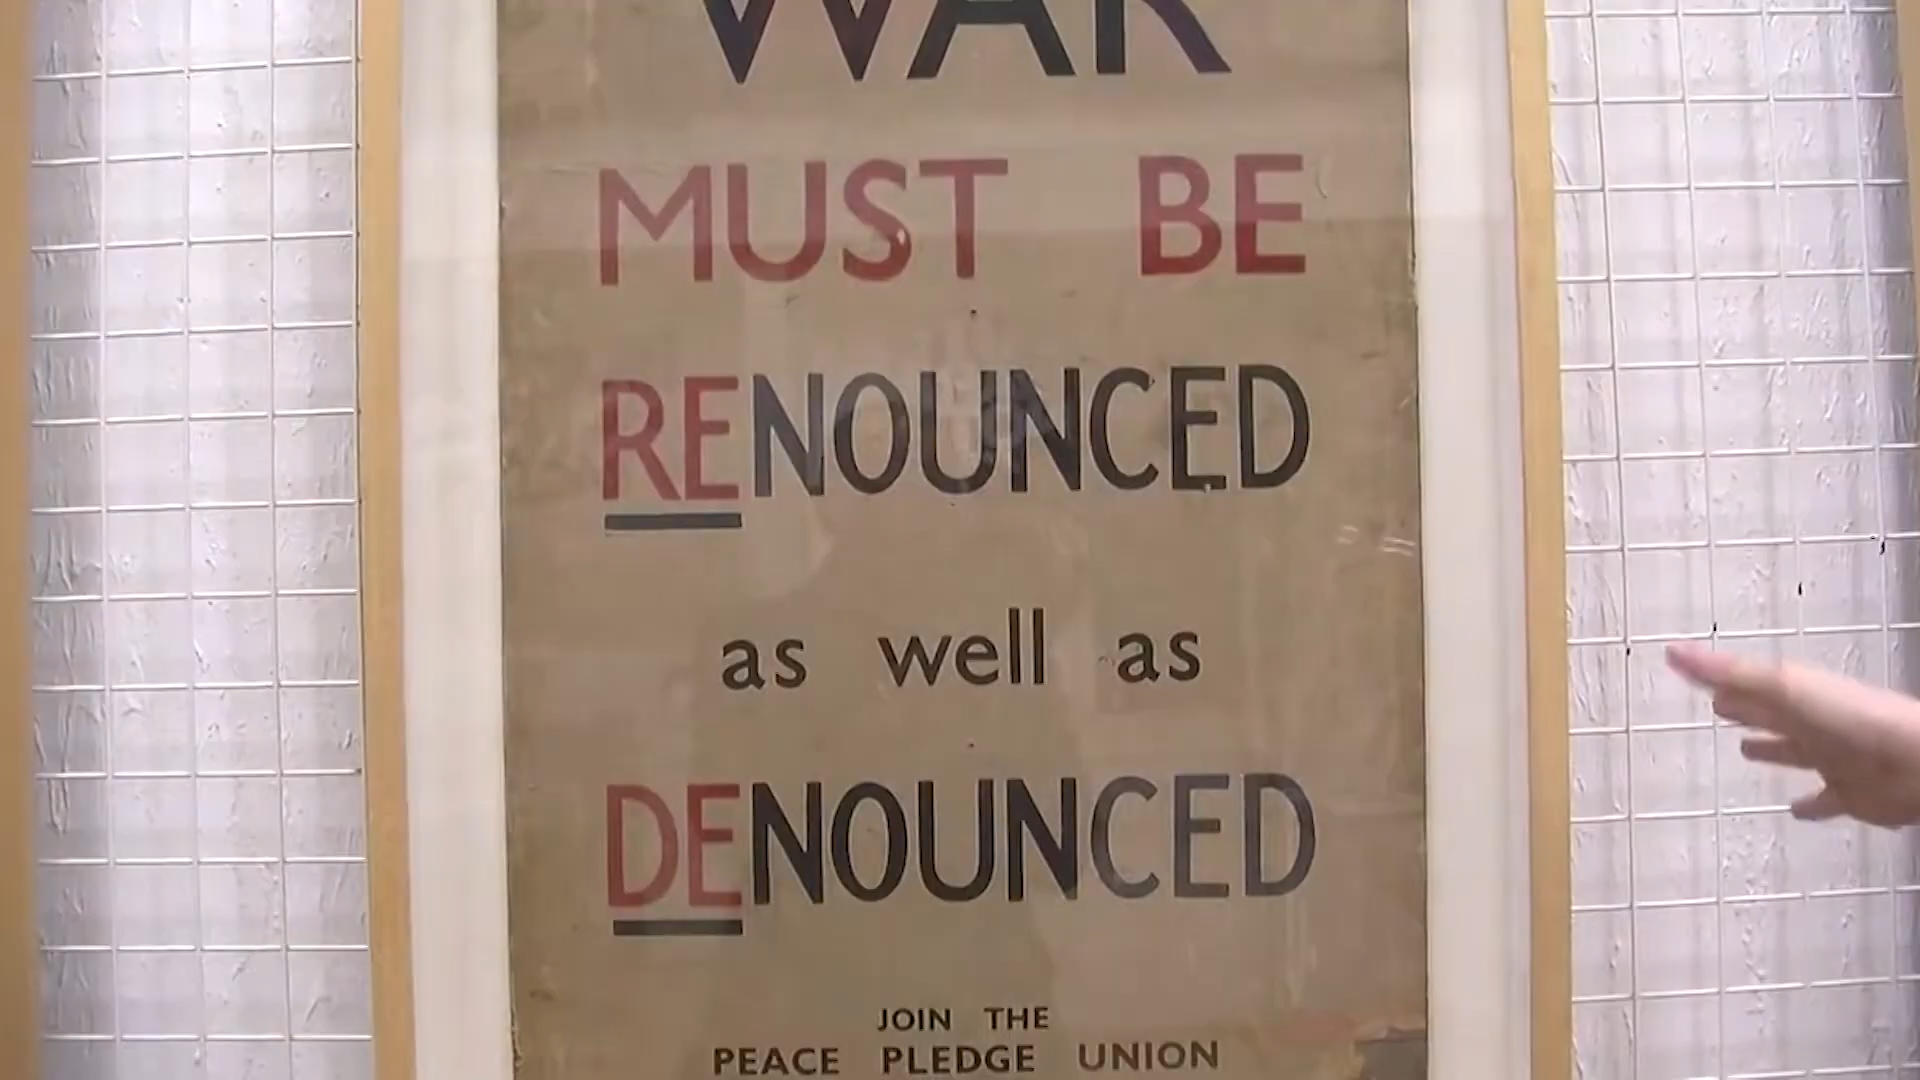 WAR
MUST BE
RENOUNCED
as well as
DENOUNCED
JOIN THE
PEACE PLEDGE UNION